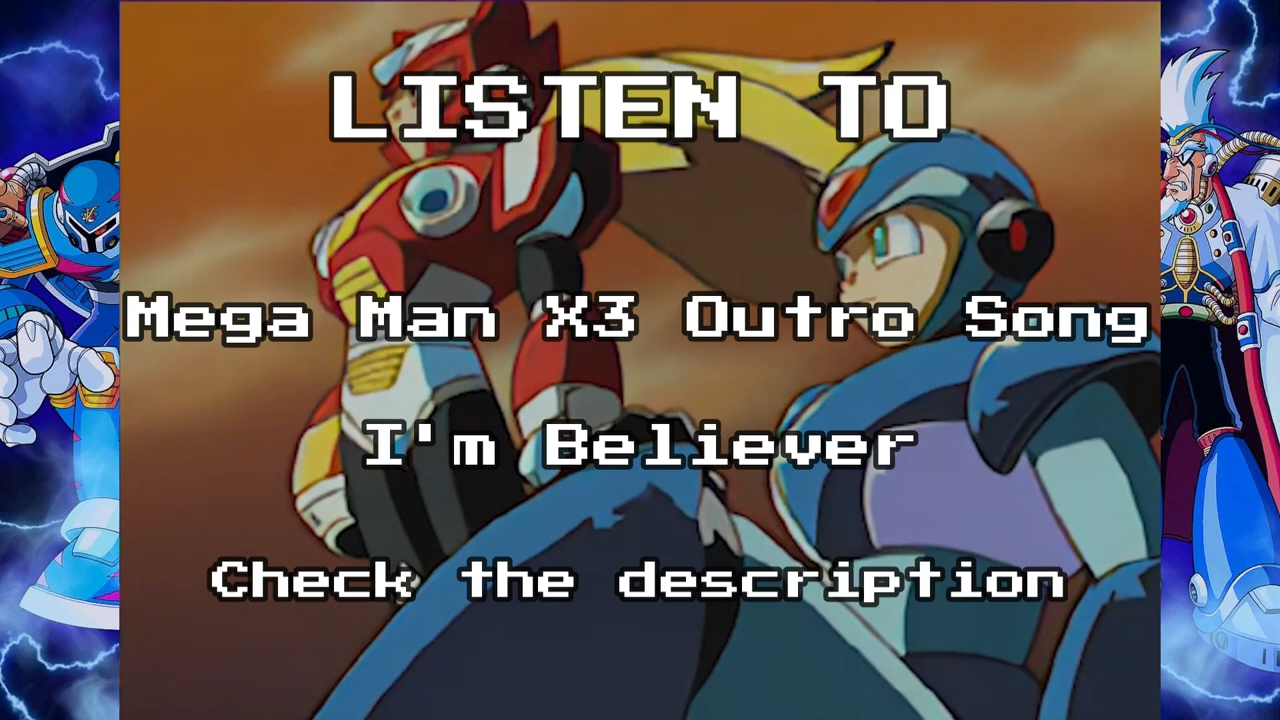 LISTEN TO
Mega Man X3 Outro Song
I'm Believer
Check the description